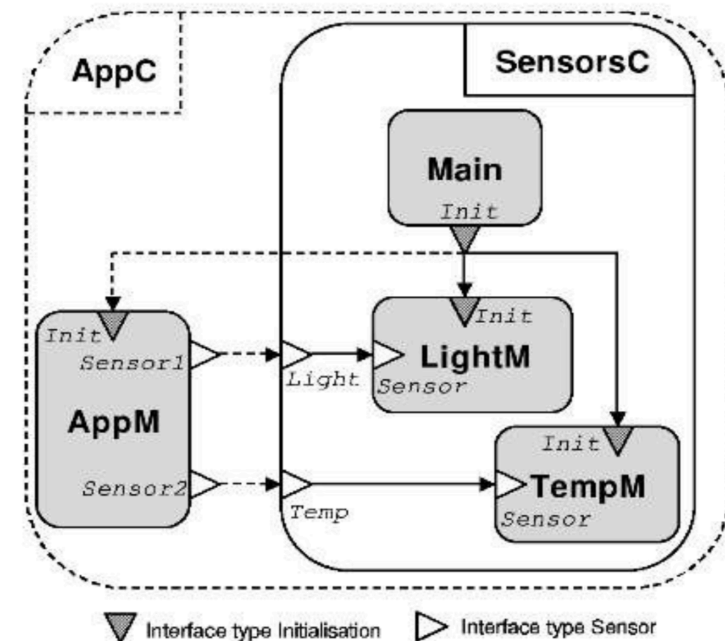 AppC
SensorsC
Main
Init
Init
Init
Sensor1
Light
LightM
Sensor
AppM
Init
Sensor2
Temp
TempM
Sensor
Interface type Initialisation
Interface type Sensor